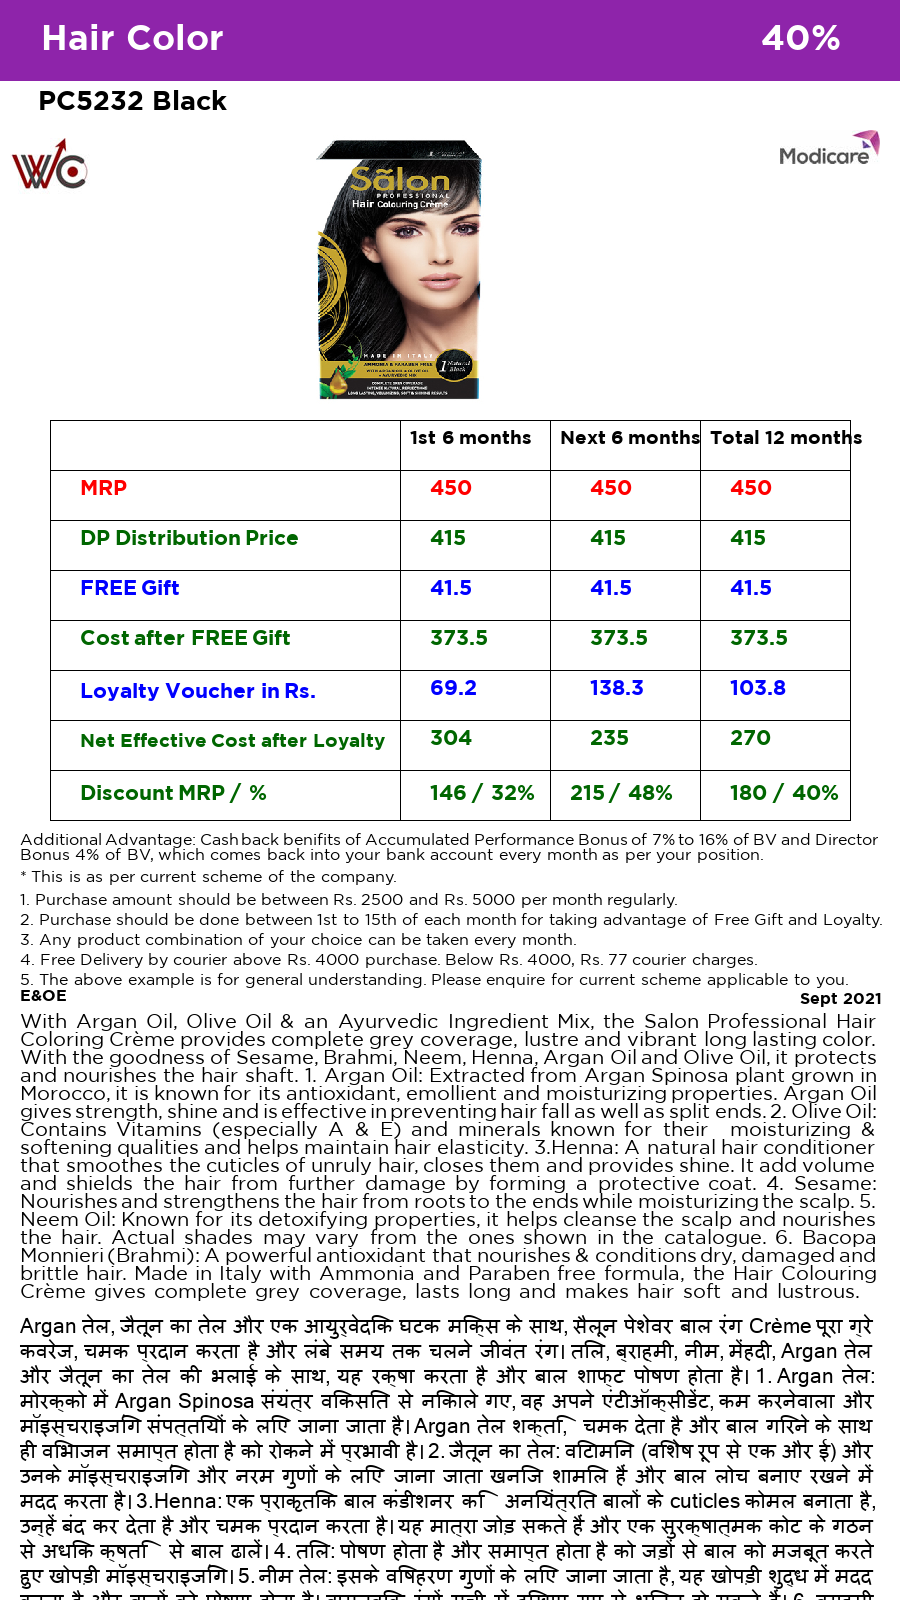 Hair Color 40%
PC5232 Black
WC
Modicare
Sãlon
PROFESSIONAL
Hair Colouring Crème
MADE IN ITALY
AMMONIA & PARABEN FREE
1 Natural Black
COMPLETE GREY COVERAGE
LONG LASTING, VOLUMIZING, SOFT & SHINING RESULTS
1st 6 months Next 6 months Total 12 months
MRP 450 450 450
DP Distribution Price 415 415 415
FREE Gift 41.5 41.5 41.5
Cost after FREE Gift 373.5 373.5 373.5
Loyalty Voucher in Rs. 69.2 138.3 103.8
Net Effective Cost after Loyalty 304 235 270
Discount MRP / % 146 / 32% 215 / 48% 180 / 40%
Additional Advantage: Cash back benifits of Accumulated Performance Bonus of 7% to 16% of BV and Director
Bonus 4% of BV, which comes back into your bank account every month as per your position.
* This is as per current scheme of the company.
1. Purchase amount should be between Rs. 2500 and Rs. 5000 per month regularly.
2. Purchase should be done between 1st to 15th of each month for taking advantage of Free Gift and Loyalty.
3. Any product combination of your choice can be taken every month.
4. Free Delivery by courier above Rs. 4000 purchase. Below Rs. 4000, Rs. 77 courier charges.
5. The above example is for general understanding. Please enquire for current scheme applicable to you.
E&OE Sept 2021
With Argan Oil, Olive Oil & an Ayurvedic Ingredient Mix, the Salon Professional Hair
Coloring Crème provides complete grey coverage, lustre and vibrant long lasting color.
With the goodness of Sesame, Brahmi, Neem, Henna, Argan Oil and Olive Oil, it protects
and nourishes the hair shaft. 1. Argan Oil: Extracted from Argan Spinosa plant grown in
Morocco, it is known for its antioxidant, emollient and moisturizing properties. Argan Oil
gives strength, shine and is effective in preventing hair fall as well as split ends. 2. Olive Oil:
Contains Vitamins (especially A & E) and minerals known for their moisturizing &
softening qualities and helps maintain hair elasticity. 3.Henna: A natural hair conditioner
that smoothes the cuticles of unruly hair, closes them and provides shine. It add volume
and shields the hair from further damage by forming a protective coat. 4. Sesame:
Nourishes and strengthens the hair from roots to the ends while moisturizing the scalp. 5.
Neem Oil: Known for its detoxifying properties, it helps cleanse the scalp and nourishes
the hair. Actual shades may vary from the ones shown in the catalogue. 6. Bacopa
Monnieri (Brahmi): A powerful antioxidant that nourishes & conditions dry, damaged and
brittle hair. Made in Italy with Ammonia and Paraben free formula, the Hair Colouring
Crème gives complete grey coverage, lasts long and makes hair soft and lustrous.
Argan तेल, जैतून का तेल और एक आयुर्वेदिक घटक मिक्स के साथ, सैलून पेशेवर बाल रंग Crème पूरा ग्रे
कवरेज, चमक प्रदान करता है और लंबे समय तक चलने जीवंत रंग। तिल, ब्राह्मी, नीम, मेंहदी, Argan तेल
और जैतून का तेल की भलाई के साथ, यह रक्षा करता है और बाल शाफ्ट पोषण होता है। 1. Argan तेल:
मोरक्को में Argan Spinosa संयंत्र विकसित से निकाले गए, वह अपने एंटीऑक्सीडेंट, कम करनेवाला और
मॉइस्चराइजिंग संपत्तियों के लिए जाना जाता है। Argan तेल शक्ति, चमक देता है और बाल गिरने के साथ
ही विभाजन समाप्त होता है को रोकने में प्रभावी है। 2. जैतून का तेल: विटामिन (विशेष रूप से एक और ई) और
उनके मॉइस्चराइजिंग और नरम गुणों के लिए जाना जाता खनिज शामिल हैं और बाल लोच बनाए रखने में
मदद करता है। 3.Henna: एक प्राकृतिक बाल कंडीशनर कि अनियंत्रित बालों के cuticles कोमल बनाता है,
उन्हें बंद कर देता है और चमक प्रदान करता है। यह मात्रा जोड़ सकते हैं और एक सुरक्षात्मक कोट के गठन
से अधिक क्षति से बाल ढालें। 4. तिल: पोषण होता है और समाप्त होता है को जड़ों से बाल को मजबूत करते
हुए खोपड़ी मॉइस्चराइजिंग। 5. नीम तेल: इसके विषहरण गुणों के लिए जाना जाता है, यह खोपड़ी शुद्ध में मदद